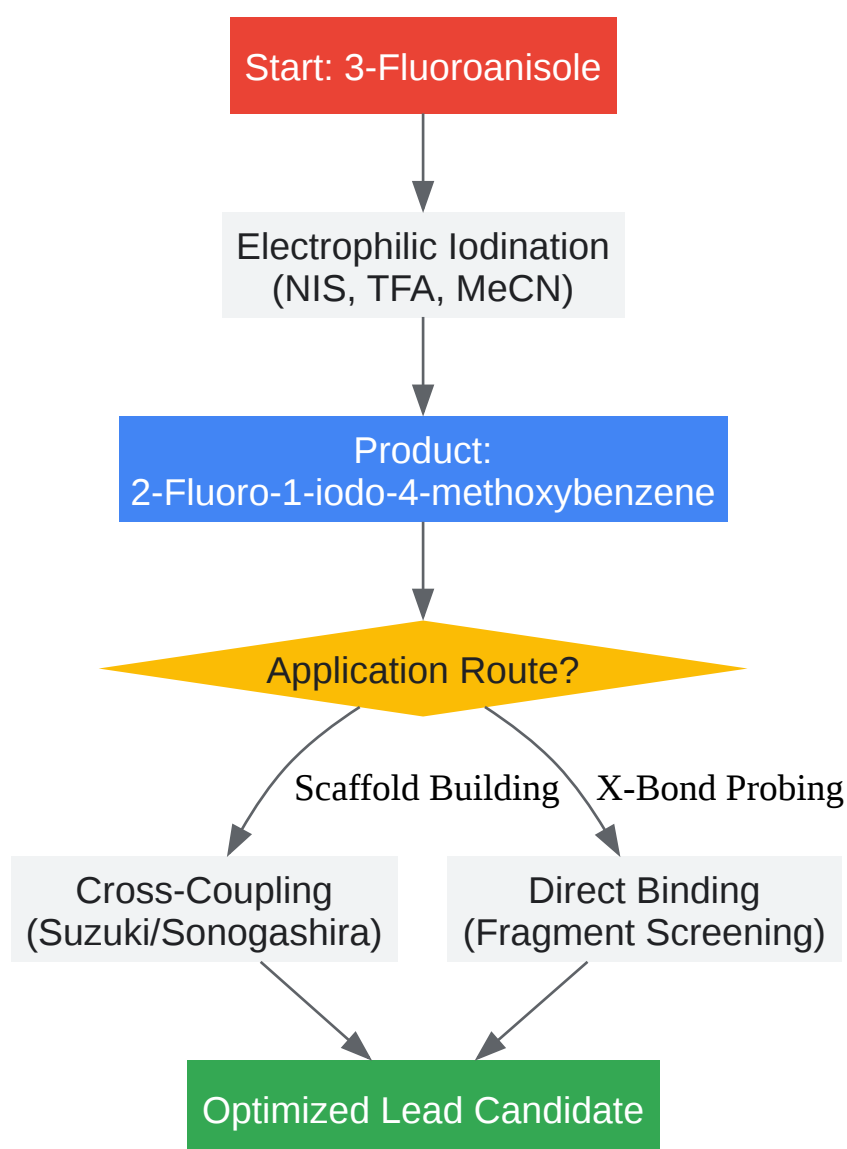 Start: 3-Fluoroanisole
Electrophilic Iodination
(NIS, TFA, MeCN)
Product:
2-Fluoro-1-iodo-4-methoxybenzene
Application Route?
Scaffold Building
X-Bond Probing
Cross-Coupling
(Suzuki/Sonogashira)
Direct Binding
(Fragment Screening)
Optimized Lead Candidate